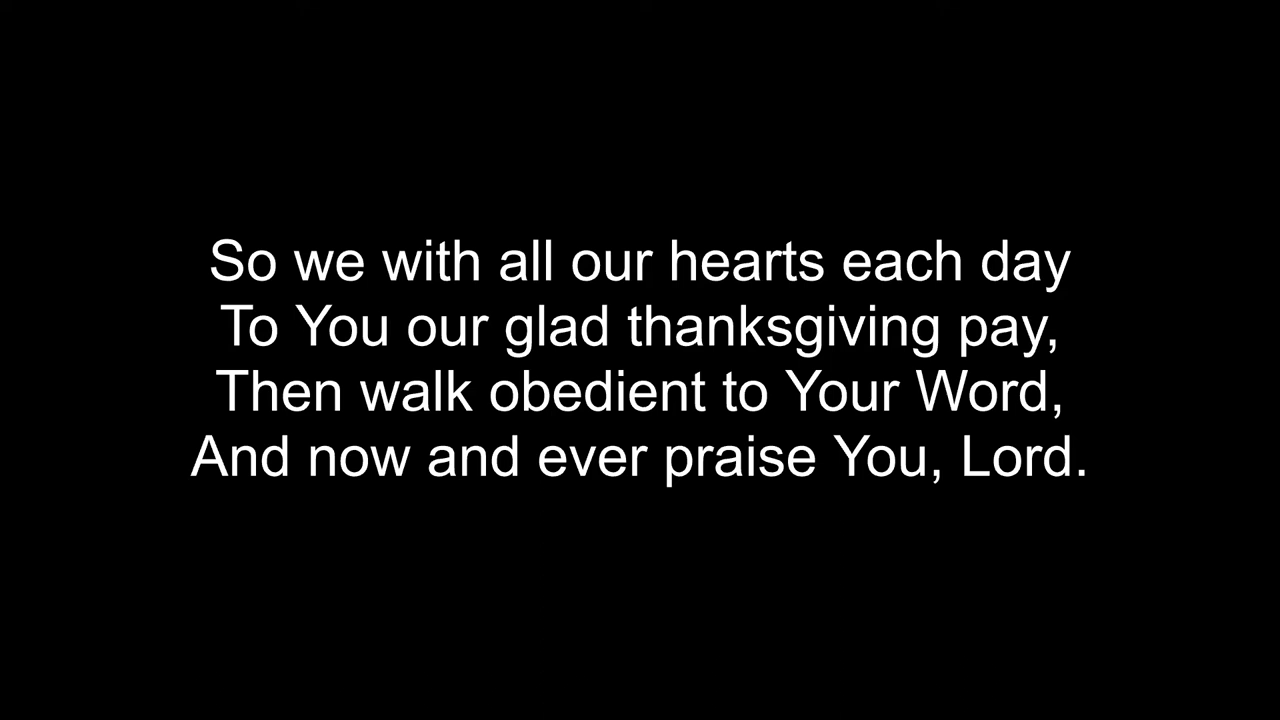 So we with all our hearts each day
To You our glad thanksgiving pay,
Then walk obedient to Your Word,
And now and ever praise You, Lord.